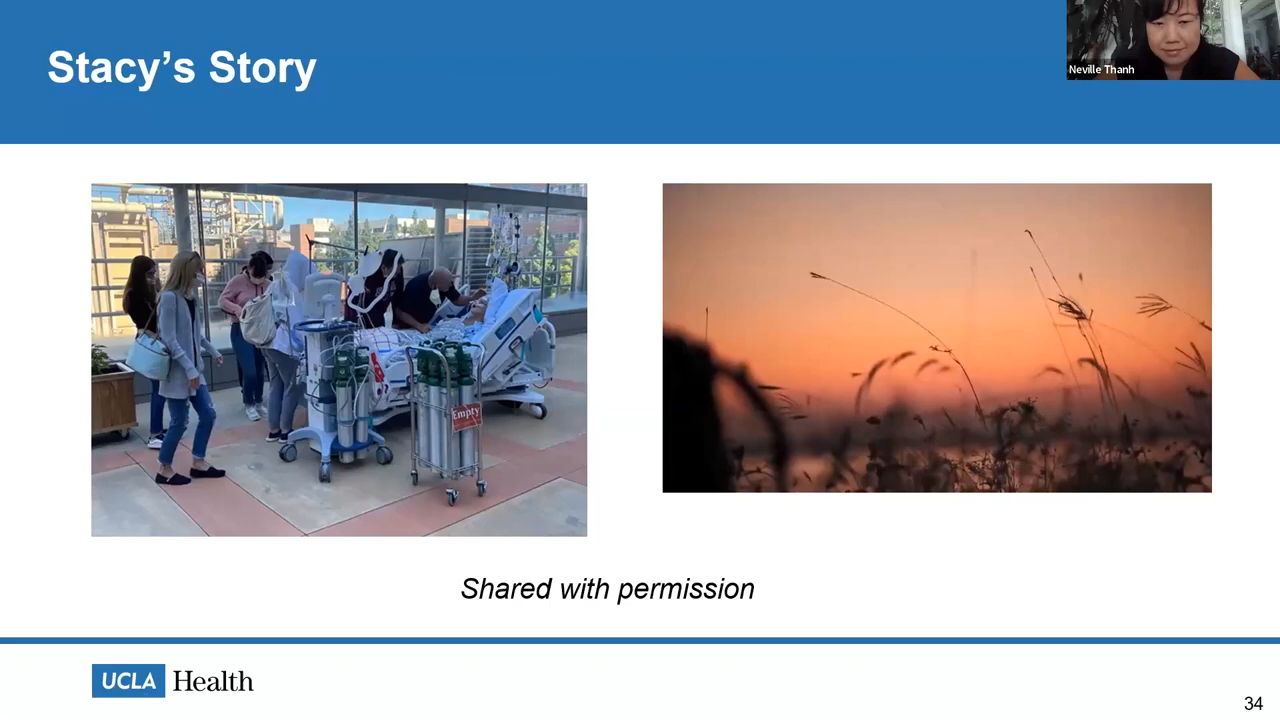 Stacy’s Story
Neville Thanh
Empty
Shared with permission
UCLA Health
34